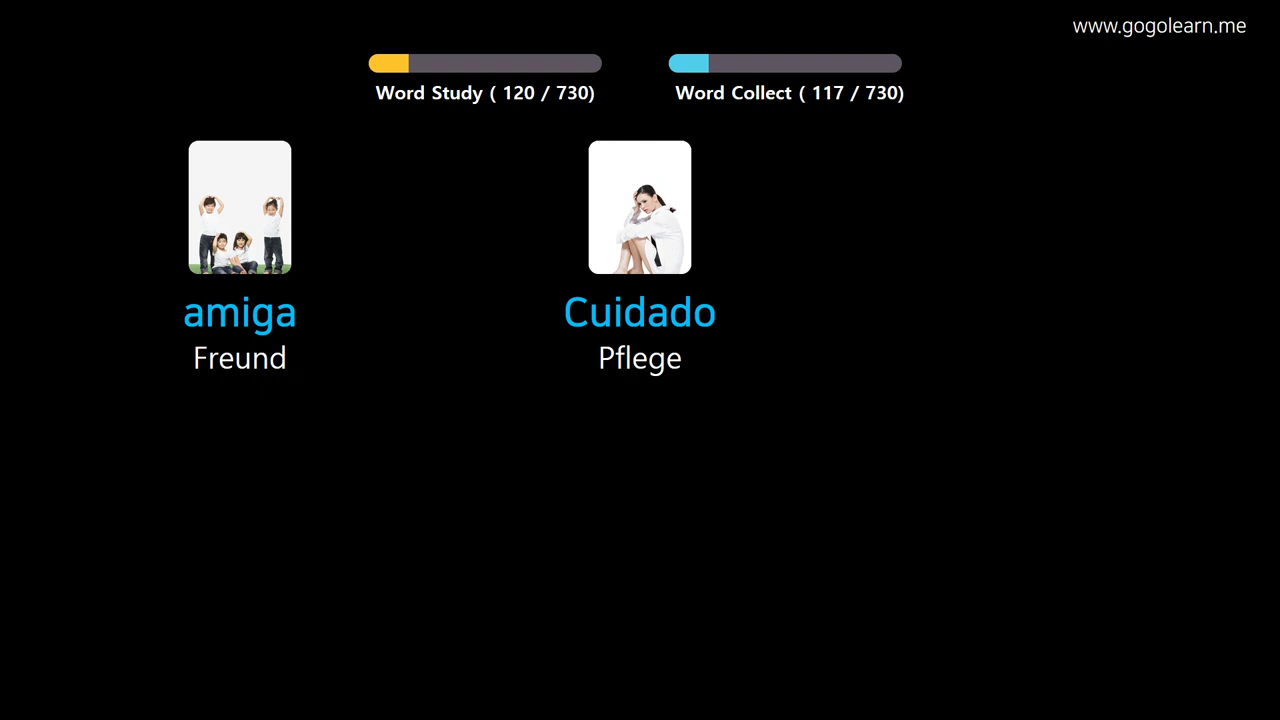 www.gogolearn.me
Word Study ( 120 / 730)
Word Collect ( 117 / 730)
amiga
Freund
Cuidado
Pflege